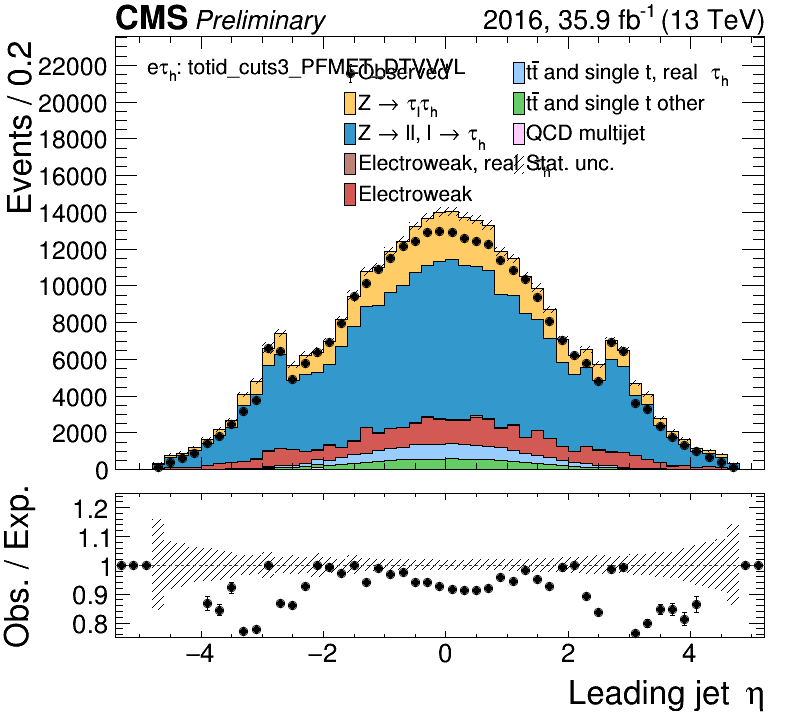 CMS Preliminary 2016, 35.9 fb⁻¹ (13 TeV)
Events / 0.2
eτh: totid_cuts3_PFMET_DTVVVL
Observed
Z → τlτh
Z → ll, l → τh
Electroweak, real τh
Electroweak
tt̄ and single t, real τh
tt̄ and single t other
QCD multijet
Stat. unc.
22000
20000
18000
16000
14000
12000
10000
8000
6000
4000
2000
0
Obs. / Exp.
1.2
1.1
1
0.9
0.8
−4 −2 0 2 4
Leading jet η